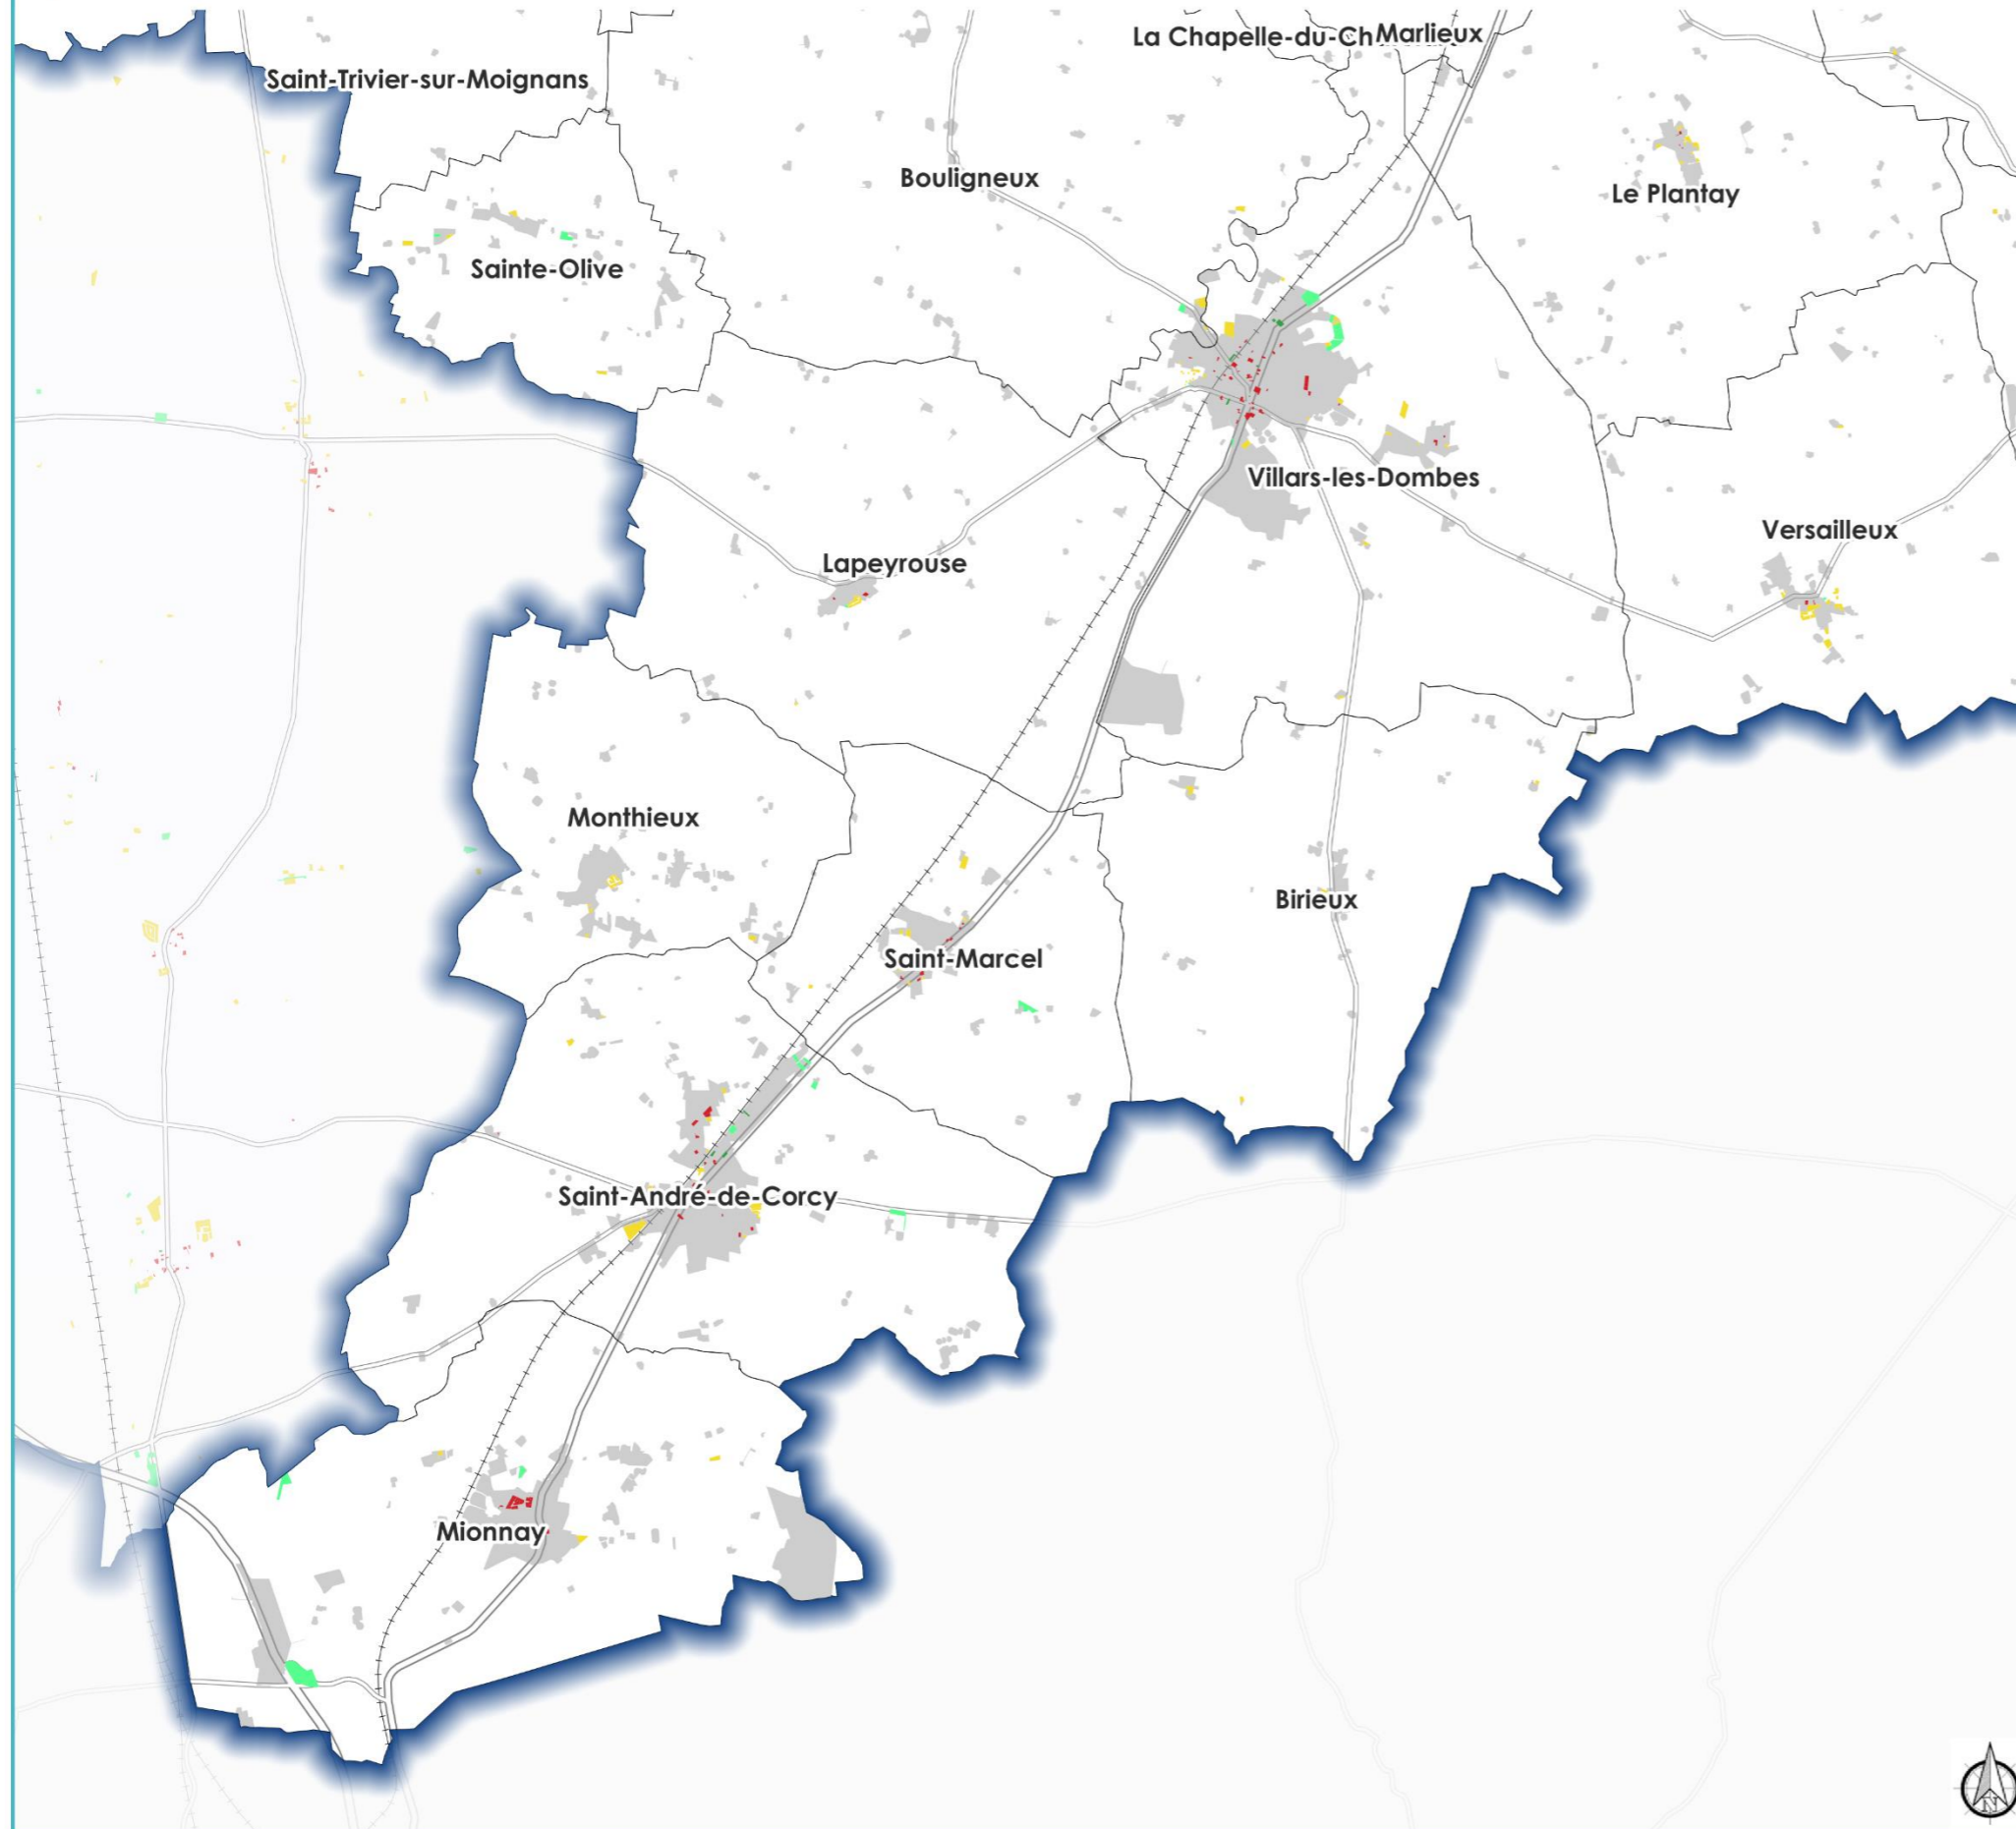 La Chapelle-du-Ch
Marlieux
Saint-Trivier-sur-Moignans
Bouligneux
Le Plantay
Sainte-Olive
Villars-les-Dombes
Versailleux
Lapeyrouse
Monthieux
Birieux
Saint-Marcel
Saint-André-de-Corcy
Mionnay
N